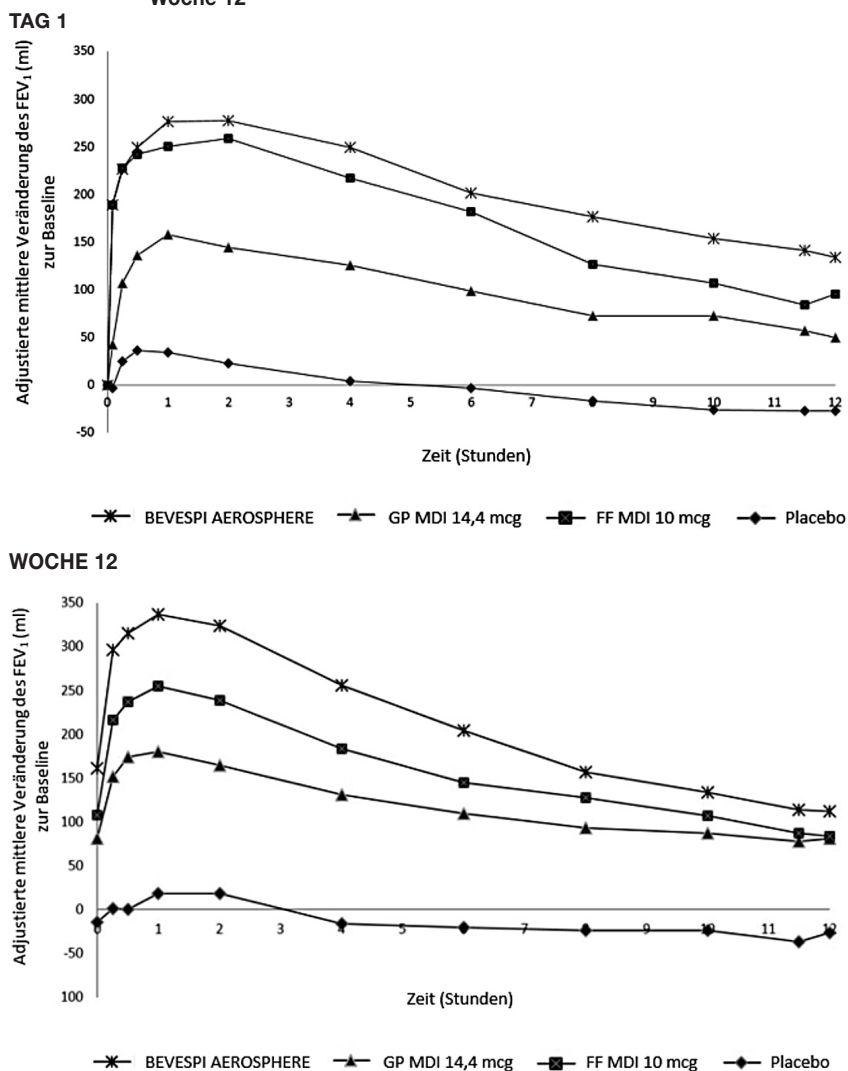 Woche 12
TAG 1
Adjustierte mittlere Veränderung des FEV₁ (ml)
zur Baseline
350
300
250
200
150
100
50
0
-50
0 1 2 3 4 5 6 7 8 9 10 11 12
Zeit (Stunden)
BEVESPI AEROSPHERE GP MDI 14,4 mcg FF MDI 10 mcg Placebo
WOCHE 12
Adjustierte mittlere Veränderung des FEV₁ (ml)
zur Baseline
350
300
250
200
150
100
50
0
-50
100
0 1 2 3 4 5 6 7 8 9 10 11 12
Zeit (Stunden)
BEVESPI AEROSPHERE GP MDI 14,4 mcg FF MDI 10 mcg Placebo